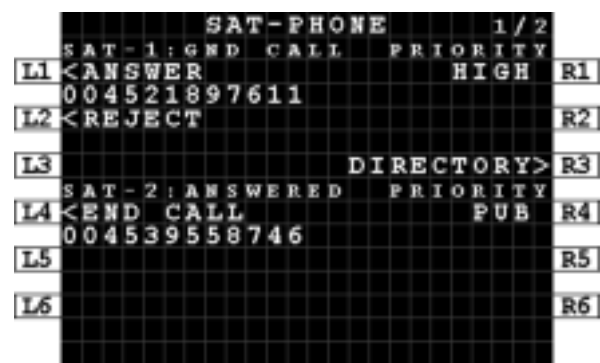 SAT-PHONE 1/2
SAT-1:GND CALL PRIORITY
L1 <ANSWER HIGH R1
004521897611
L2 <REJECT R2
L3 DIRECTORY> R3
SAT-2:ANSWERED PRIORITY
L4 <END CALL PUB R4
004539558746
L5 R5
L6 R6